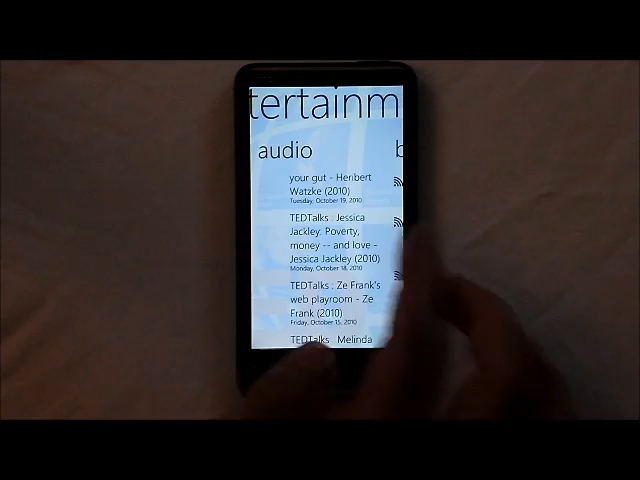 tertainm
audio
b
your gut - Heribert
Watzke (2010)
Tuesday, October 19, 2010
TEDTalks : Jessica
Jackley: Poverty,
money -- and love -
Jessica Jackley (2010)
Monday, October 18, 2010
TEDTalks : Ze Frank's
web playroom - Ze
Frank (2010)
Friday, October 15, 2010
TEDTalks : Melinda